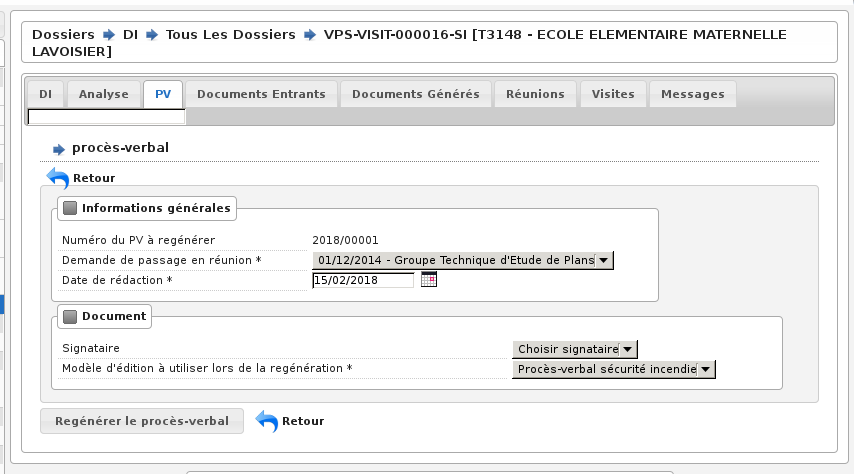 Dossiers DI Tous Les Dossiers VPS-VISIT-000016-SI [T3148 - ECOLE ELEMENTAIRE MATERNELLE
LAVOISIER]
DI Analyse PV Documents Entrants Documents Générés Réunions Visites Messages
procès-verbal
Retour
Informations générales
Numéro du PV à regénérer 2018/00001
Demande de passage en réunion * 01/12/2014 - Groupe Technique d'Etude de Plans
Date de rédaction * 15/02/2018
Document
Signataire Choisir signataire
Modèle d'édition à utiliser lors de la regénération * Procès-verbal sécurité incendie
Regénérer le procès-verbal Retour